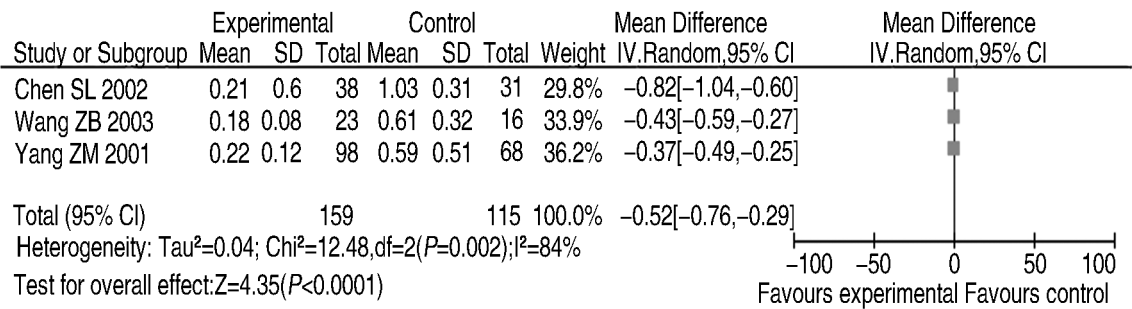 Experimental Control Mean Difference Mean Difference
Study or Subgroup Mean SD Total Mean SD Total Weight IV.Random,95% CI IV.Random,95% CI
Chen SL 2002 0.21 0.6 38 1.03 0.31 31 29.8% −0.82[−1.04,−0.60]
Wang ZB 2003 0.18 0.08 23 0.61 0.32 16 33.9% −0.43[−0.59,−0.27]
Yang ZM 2001 0.22 0.12 98 0.59 0.51 68 36.2% −0.37[−0.49,−0.25]
Total (95% CI) 159 115 100.0% −0.52[−0.76,−0.29]
Heterogeneity: Tau²=0.04; Chi²=12.48,df=2(P=0.002);I²=84%
−100 −50 0 50 100
Test for overall effect:Z=4.35(P<0.0001)
Favours experimental Favours control